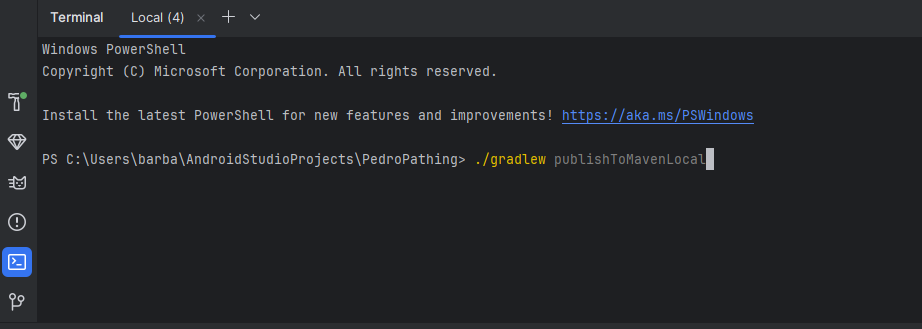 Terminal
Local (4)
Windows PowerShell
Copyright (C) Microsoft Corporation. All rights reserved.
Install the latest PowerShell for new features and improvements! https://aka.ms/PSWindows
PS C:\Users\barba\AndroidStudioProjects\PedroPathing> ./gradlew publishToMavenLocal